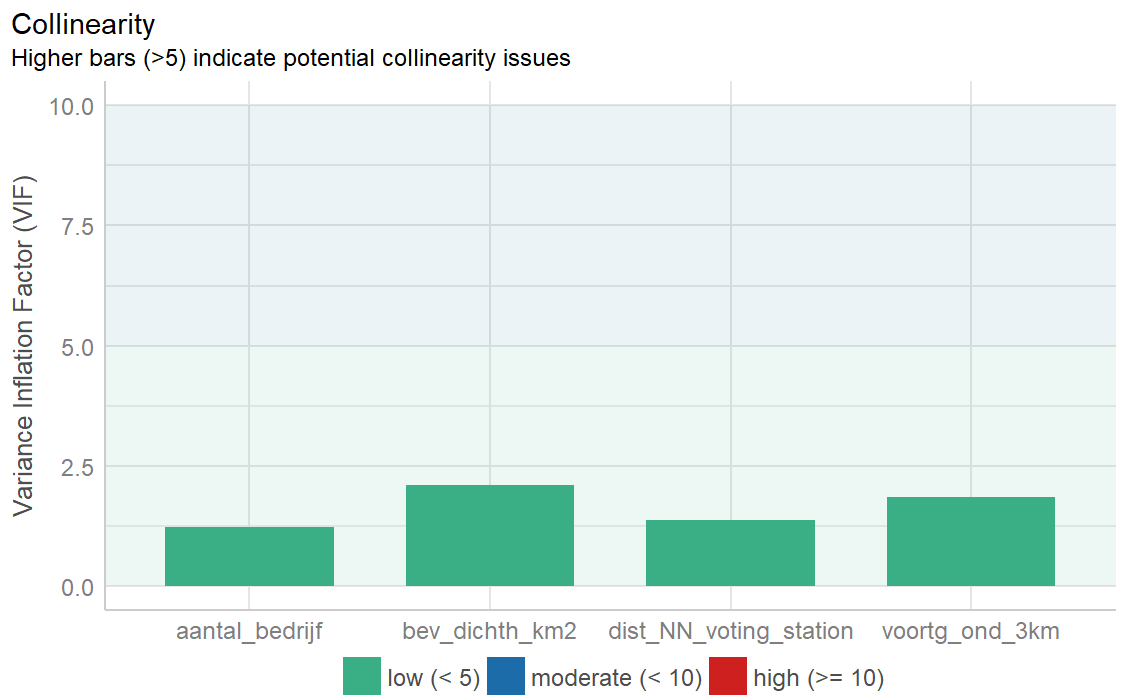 Collinearity
Higher bars (>5) indicate potential collinearity issues
Variance Inflation Factor (VIF)
10.0
7.5
5.0
2.5
0.0
aantal_bedrijf bev_dichth_km2 dist_NN_voting_station voortg_ond_3km
low (< 5) moderate (< 10) high (>= 10)